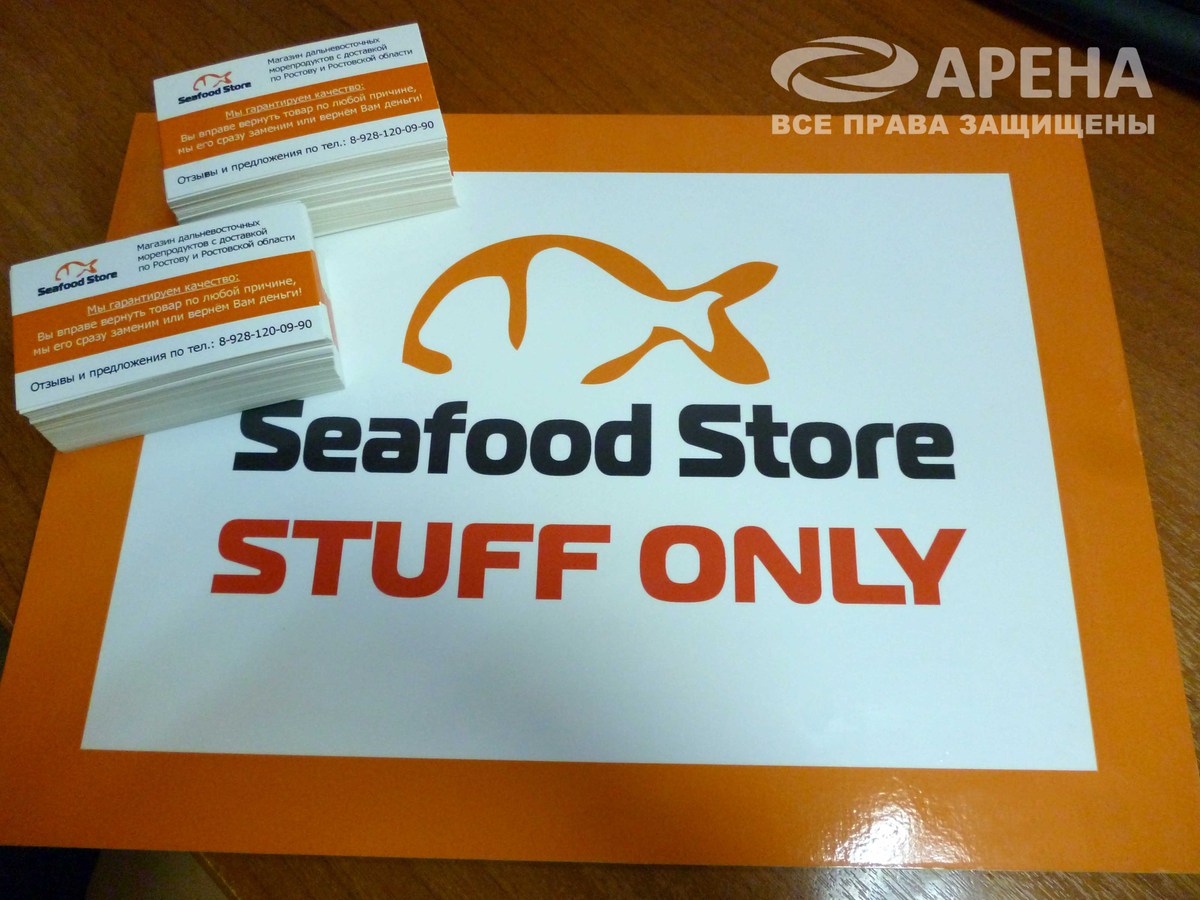 АРЕНА
ВСЕ ПРАВА ЗАЩИЩЕНЫ
Seafood Store
Магазин дальневосточных
морепродуктов с доставкой
по Ростову и Ростовской области
Мы гарантируем качество:
Вы вправе вернуть товар по любой причине,
мы его сразу заменим или вернём Вам деньги!
Отзывы и предложения по тел.: 8-928-120-09-90
Seafood Store
Магазин дальневосточных
морепродуктов с доставкой
по Ростову и Ростовской области
Мы гарантируем качество:
Вы вправе вернуть товар по любой причине,
мы его сразу заменим или вернём Вам деньги!
Отзывы и предложения по тел.: 8-928-120-09-90
Seafood Store
STUFF ONLY